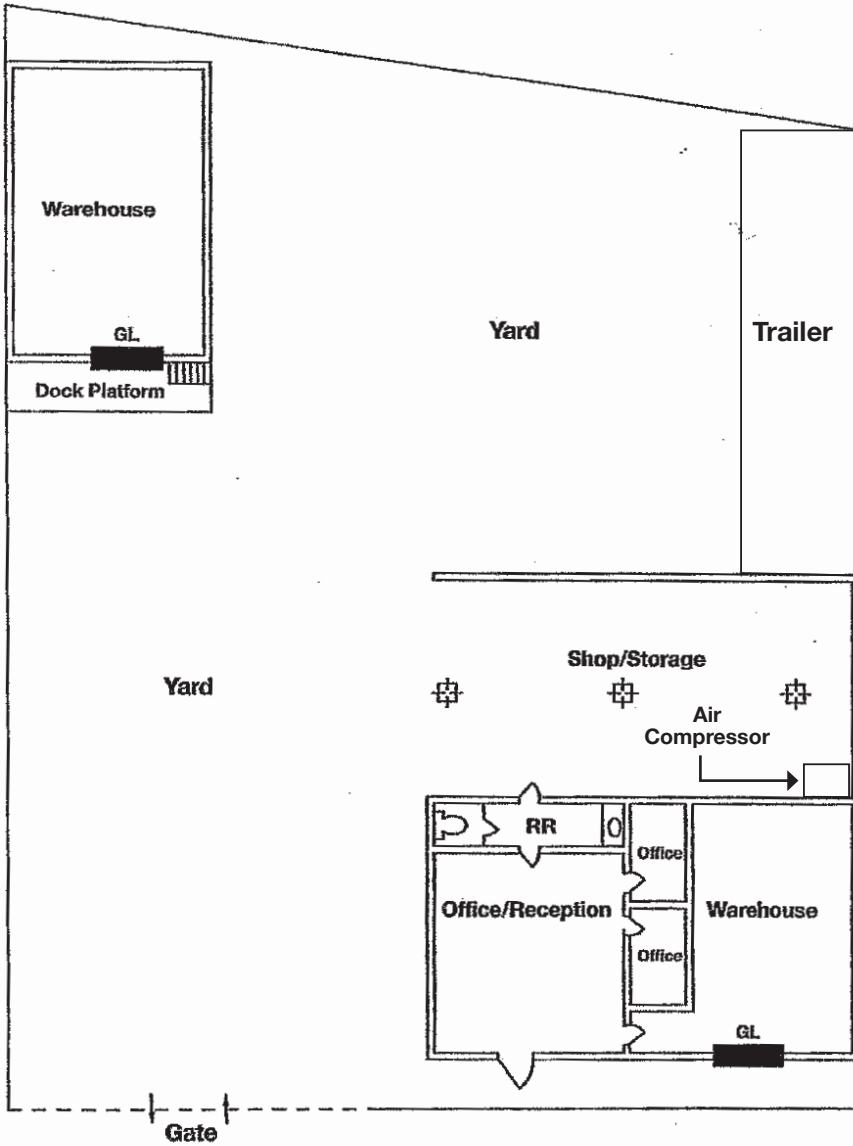 Warehouse
GL
Dock Platform
Yard
Trailer
Yard
Shop/Storage
Air
Compressor
RR
Office
Office/Reception
Warehouse
Office
GL
Gate